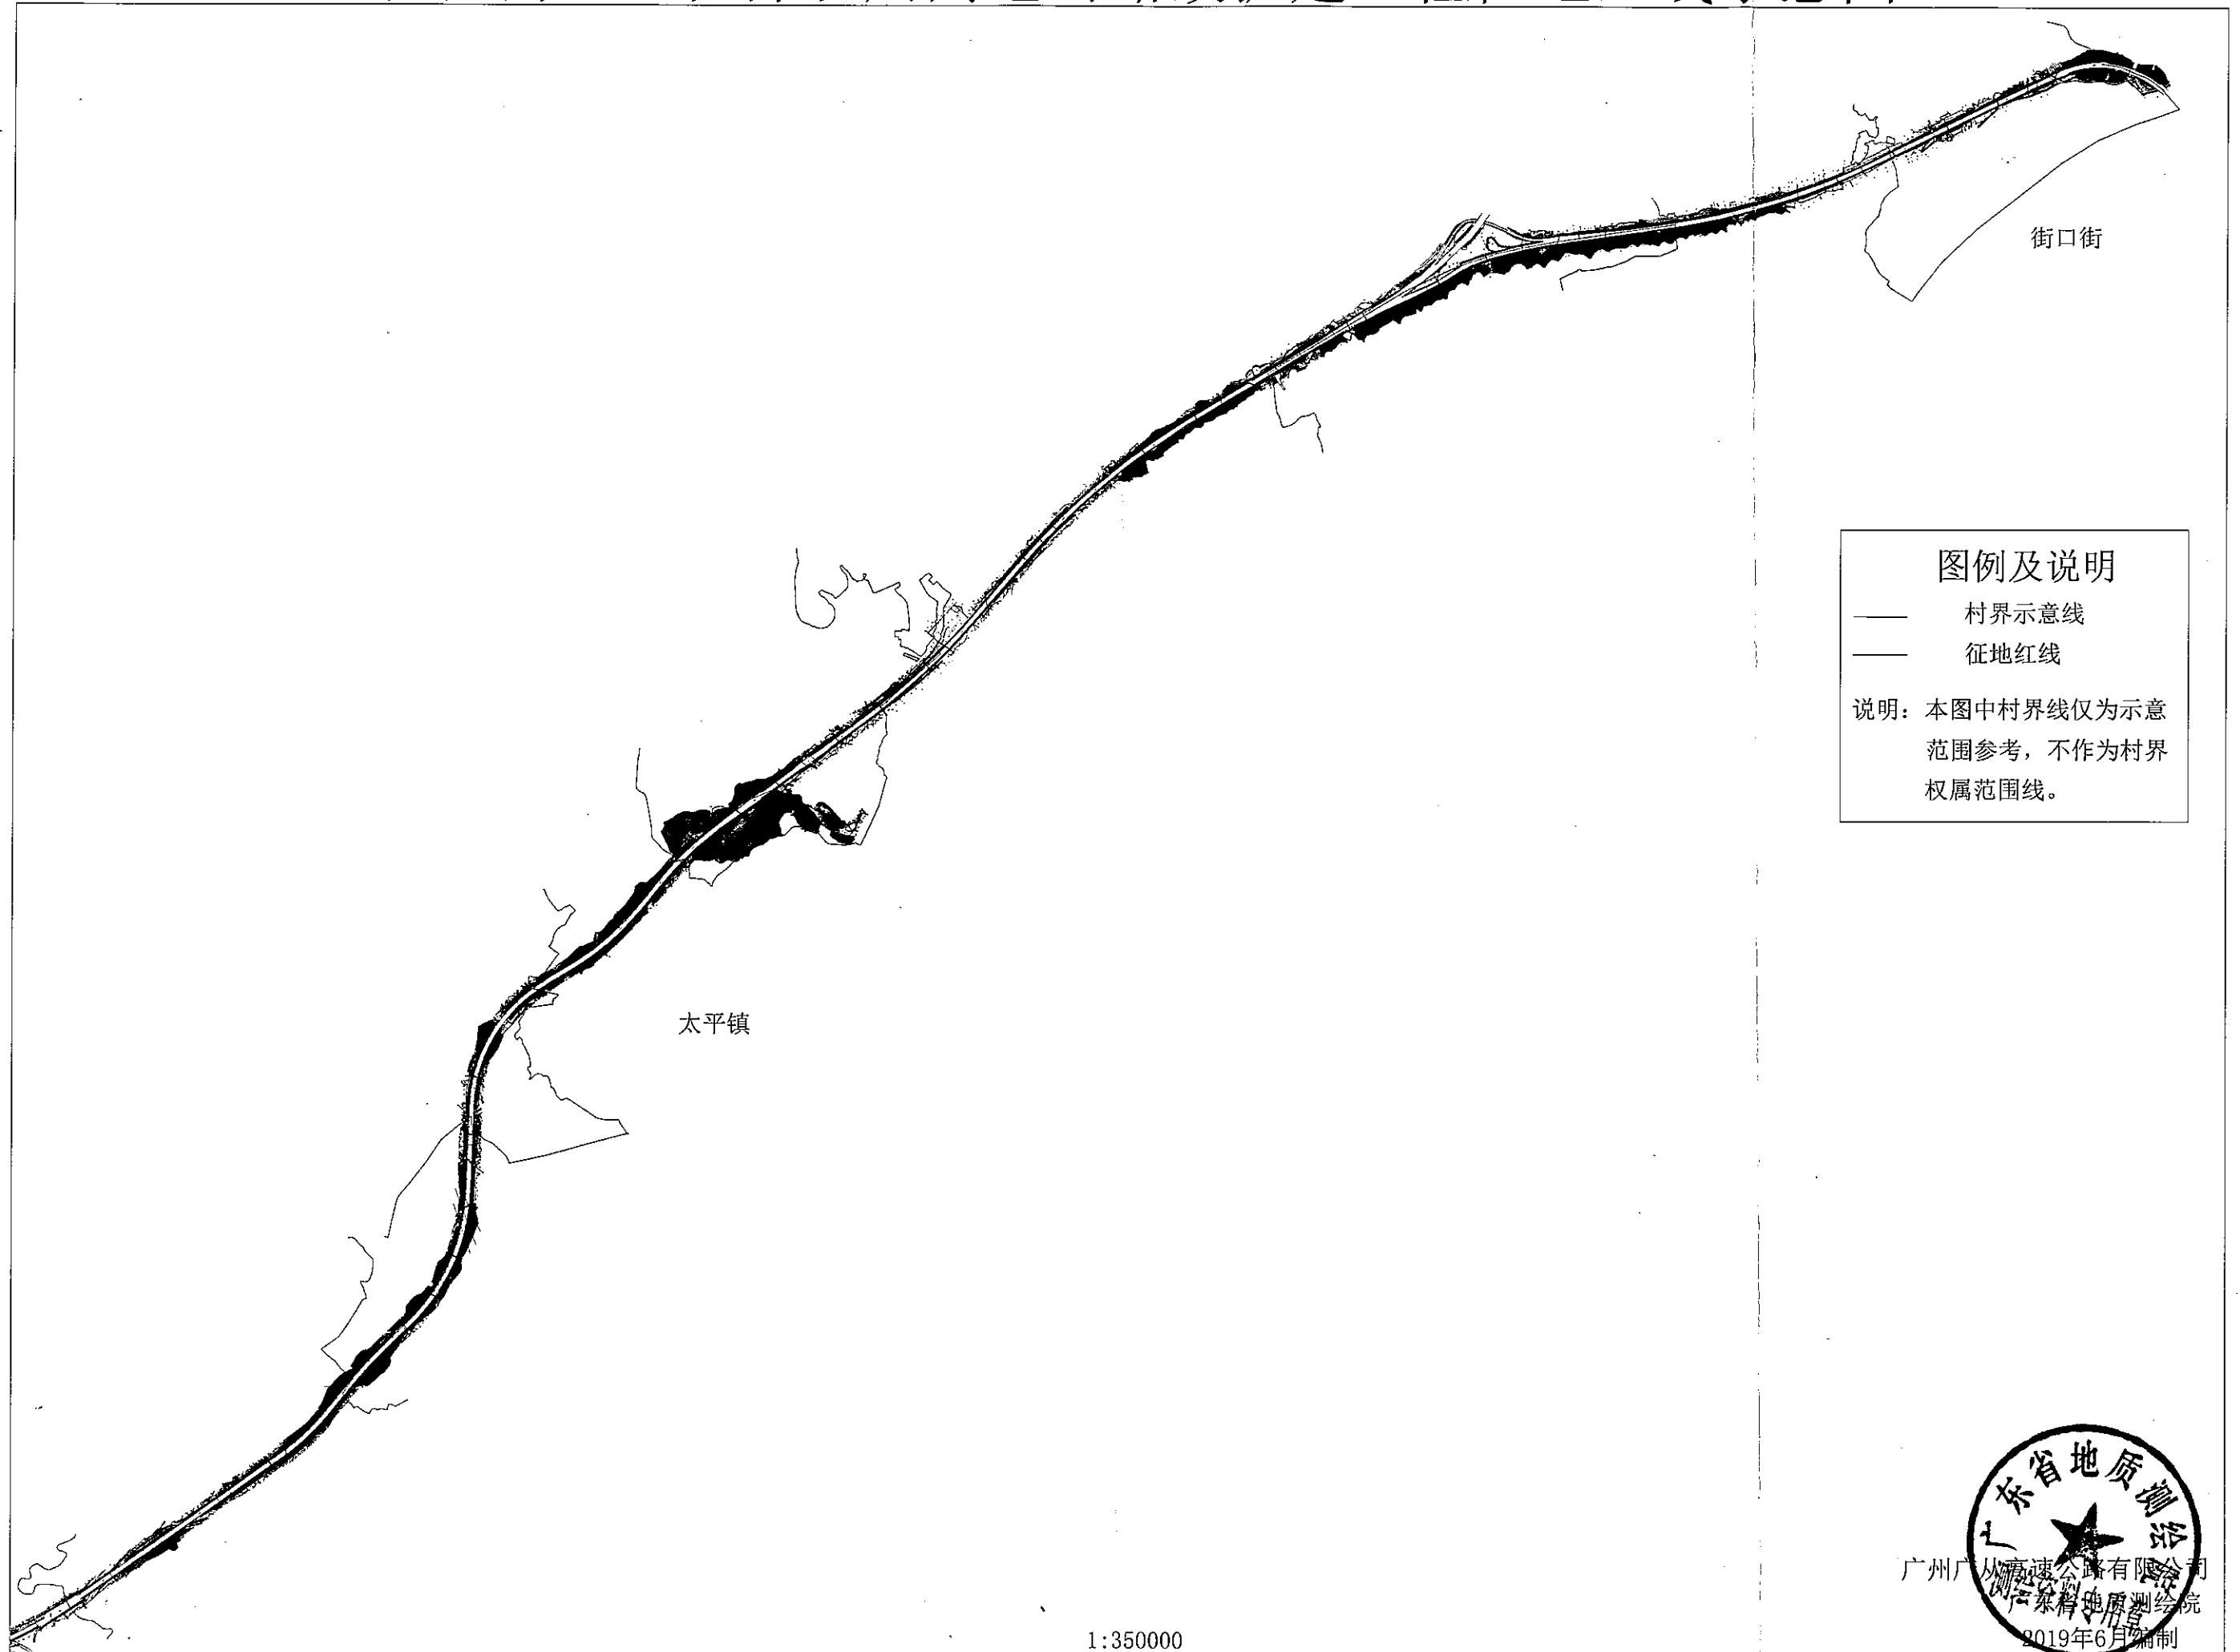 街口街
图例及说明
村界示意线
征地红线
说明：本图中村界线仅为示意
范围参考，不作为村界
权属范围线。
太平镇
广东省地质测绘院
广州广从高速公路有限公司
广东省地质测绘院
2019年6月编制
1:350000